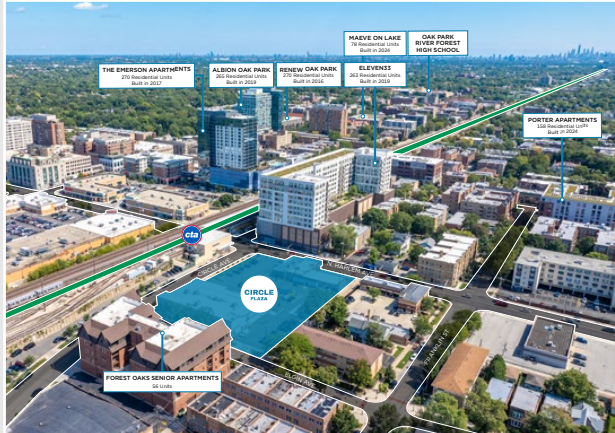 MAEVE ON LAKE
78 Residential Units
Built in 2024
OAK PARK
RIVER FOREST
HIGH SCHOOL
THE EMERSON APARTMENTS
270 Residential Units
Built in 2017
ALBION OAK PARK
265 Residential Units
Built in 2019
RENEW OAK PARK
270 Residential Units
Built in 2016
ELEVEN33
263 Residential Units
Built in 2019
PORTER APARTMENTS
158 Residential Units
Built in 2024
cta
CIRCLE AVE
N. HARLEM AVE
CIRCLE
PLAZA
FRANKLIN ST
FOREST OAKS SENIOR APARTMENTS
56 Units
ELGIN AVE